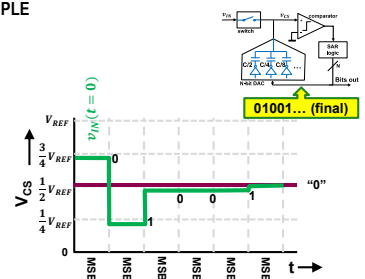 PLE
v_IN
v_CS
comparator
switch
C/2 C/4 C/8 ...
SAR
logic
N
N-bit DAC
Bits out
01001… (final)
v_IN(t = 0)
V_REF
3/4 V_REF
1/2 V_REF
1/4 V_REF
0
V_CS
0 1 0 0 1
“0”
MSB MSB MSB MSB MSB MSB
t